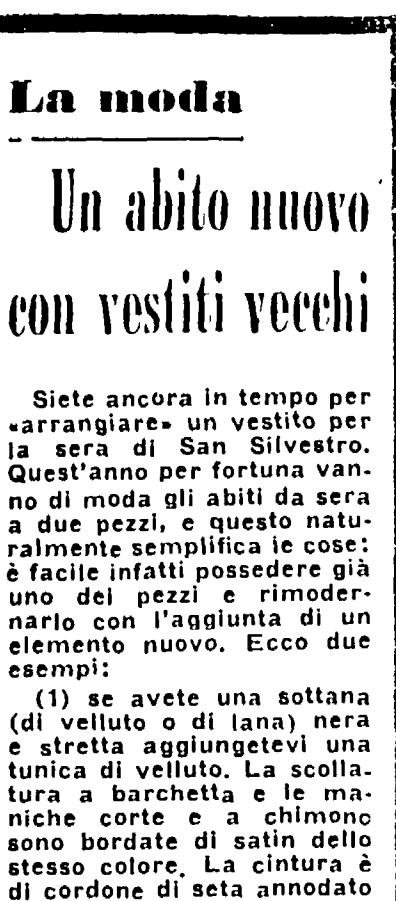 La moda
Un abito nuovo
con vestiti vecchi
Siete ancora in tempo per
«arrangiare» un vestito per
la sera di San Silvestro.
Quest'anno per fortuna van-
no di moda gli abiti da sera
a due pezzi, e questo natu-
ralmente semplifica le cose:
è facile infatti possedere già
uno dei pezzi e rimoder-
narlo con l'aggiunta di un
elemento nuovo. Ecco due
esempi:
(1) se avete una sottana
(di velluto o di lana) nera
e stretta aggiungetevi una
tunica di velluto. La scolla-
tura a barchetta e le ma-
niche corte e a chimono
sono bordate di satin dello
stesso colore. La cintura è
di cordone di seta annodato